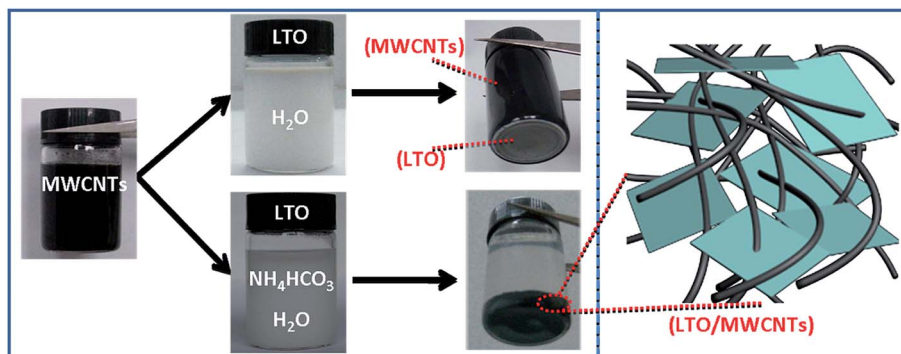 MWCNTs
LTO
H₂O
LTO
NH₄HCO₃
H₂O
(MWCNTs)
(LTO)
(LTO/MWCNTs)